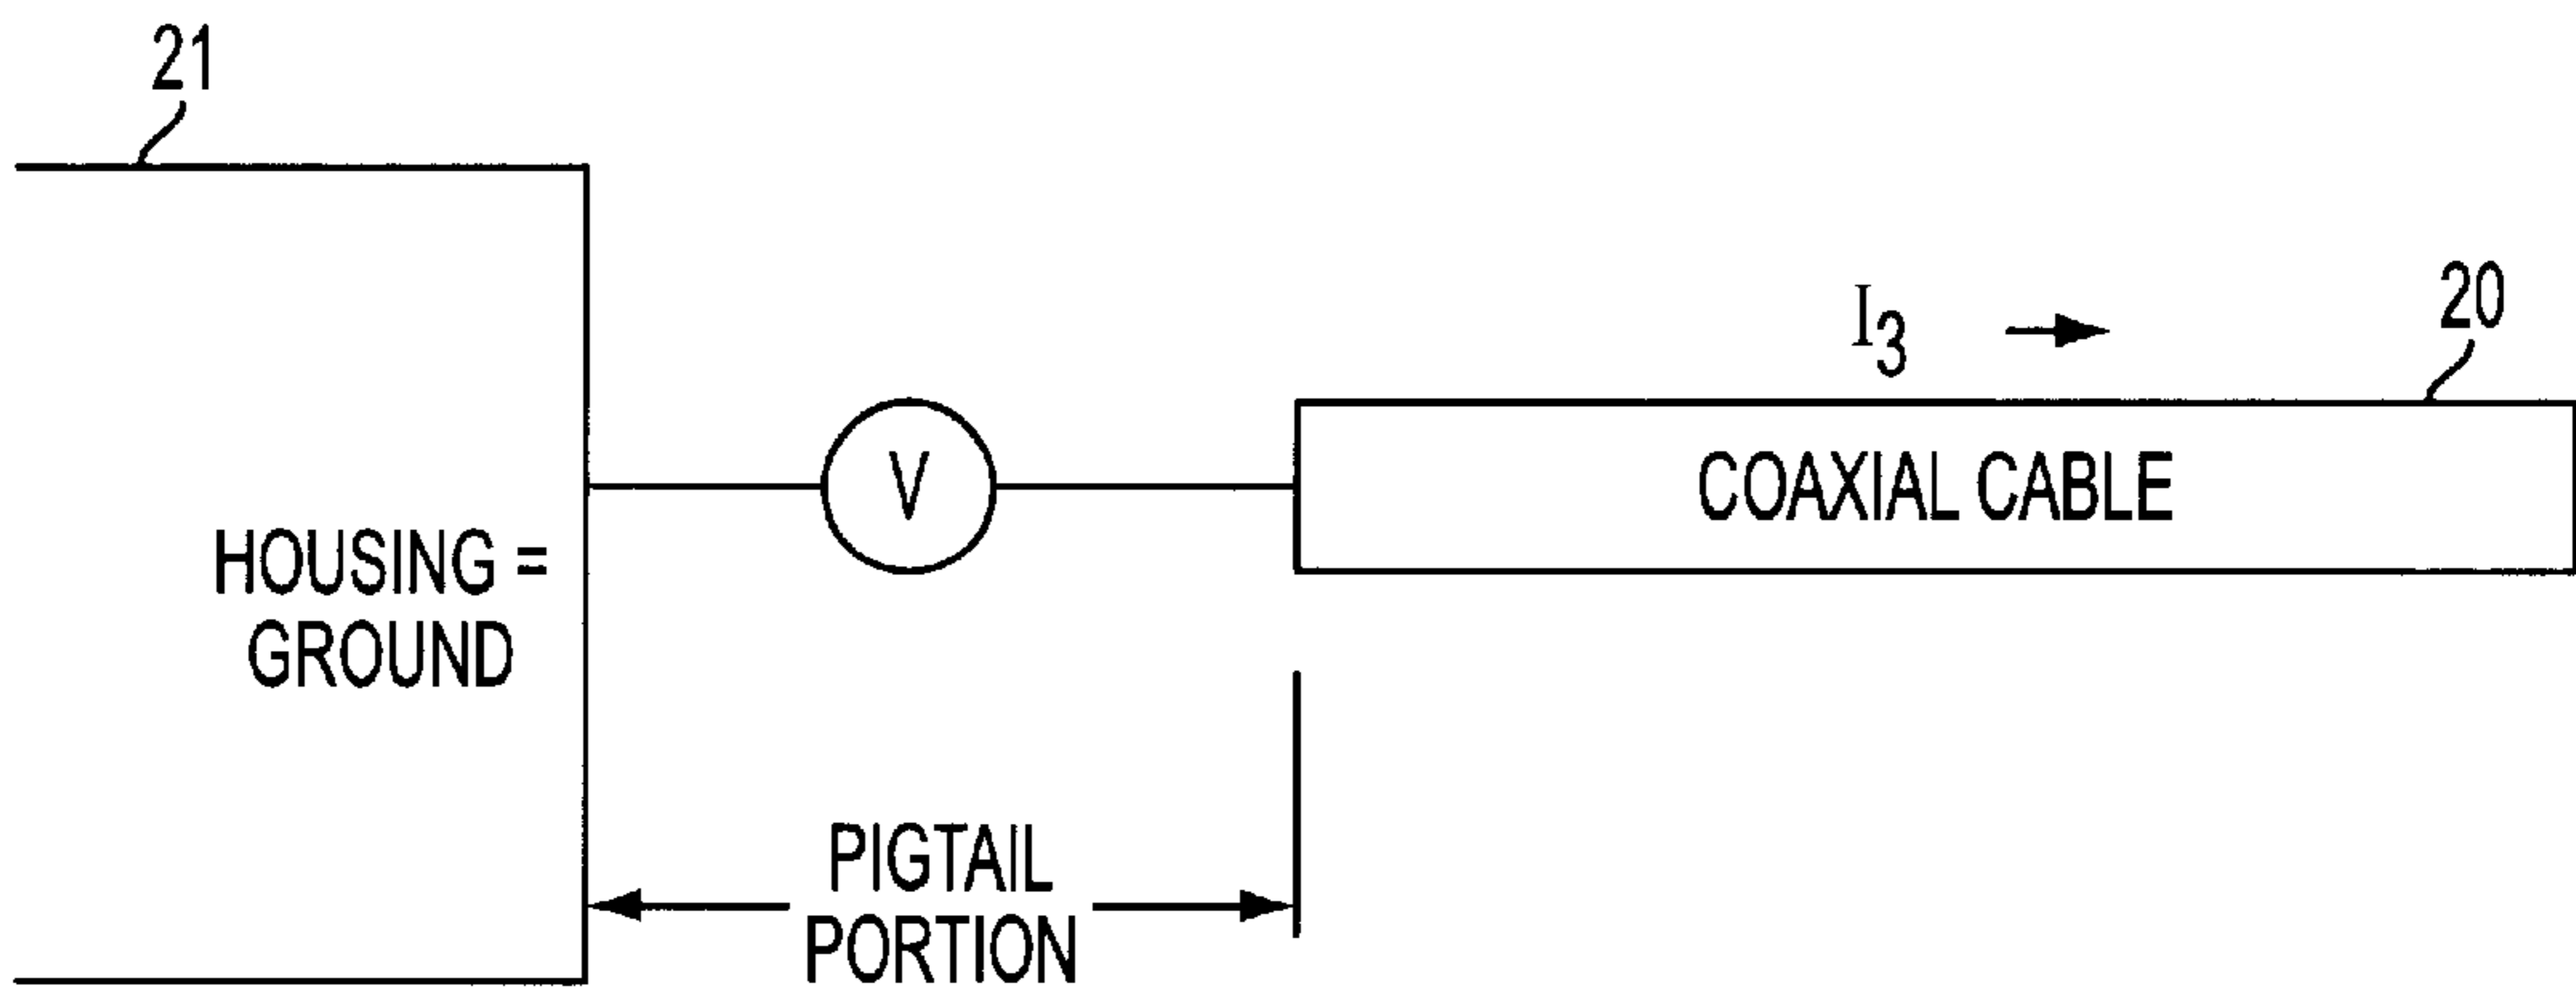 21
20
I3
V
COAXIAL CABLE
HOUSING =
GROUND
PIGTAIL
PORTION